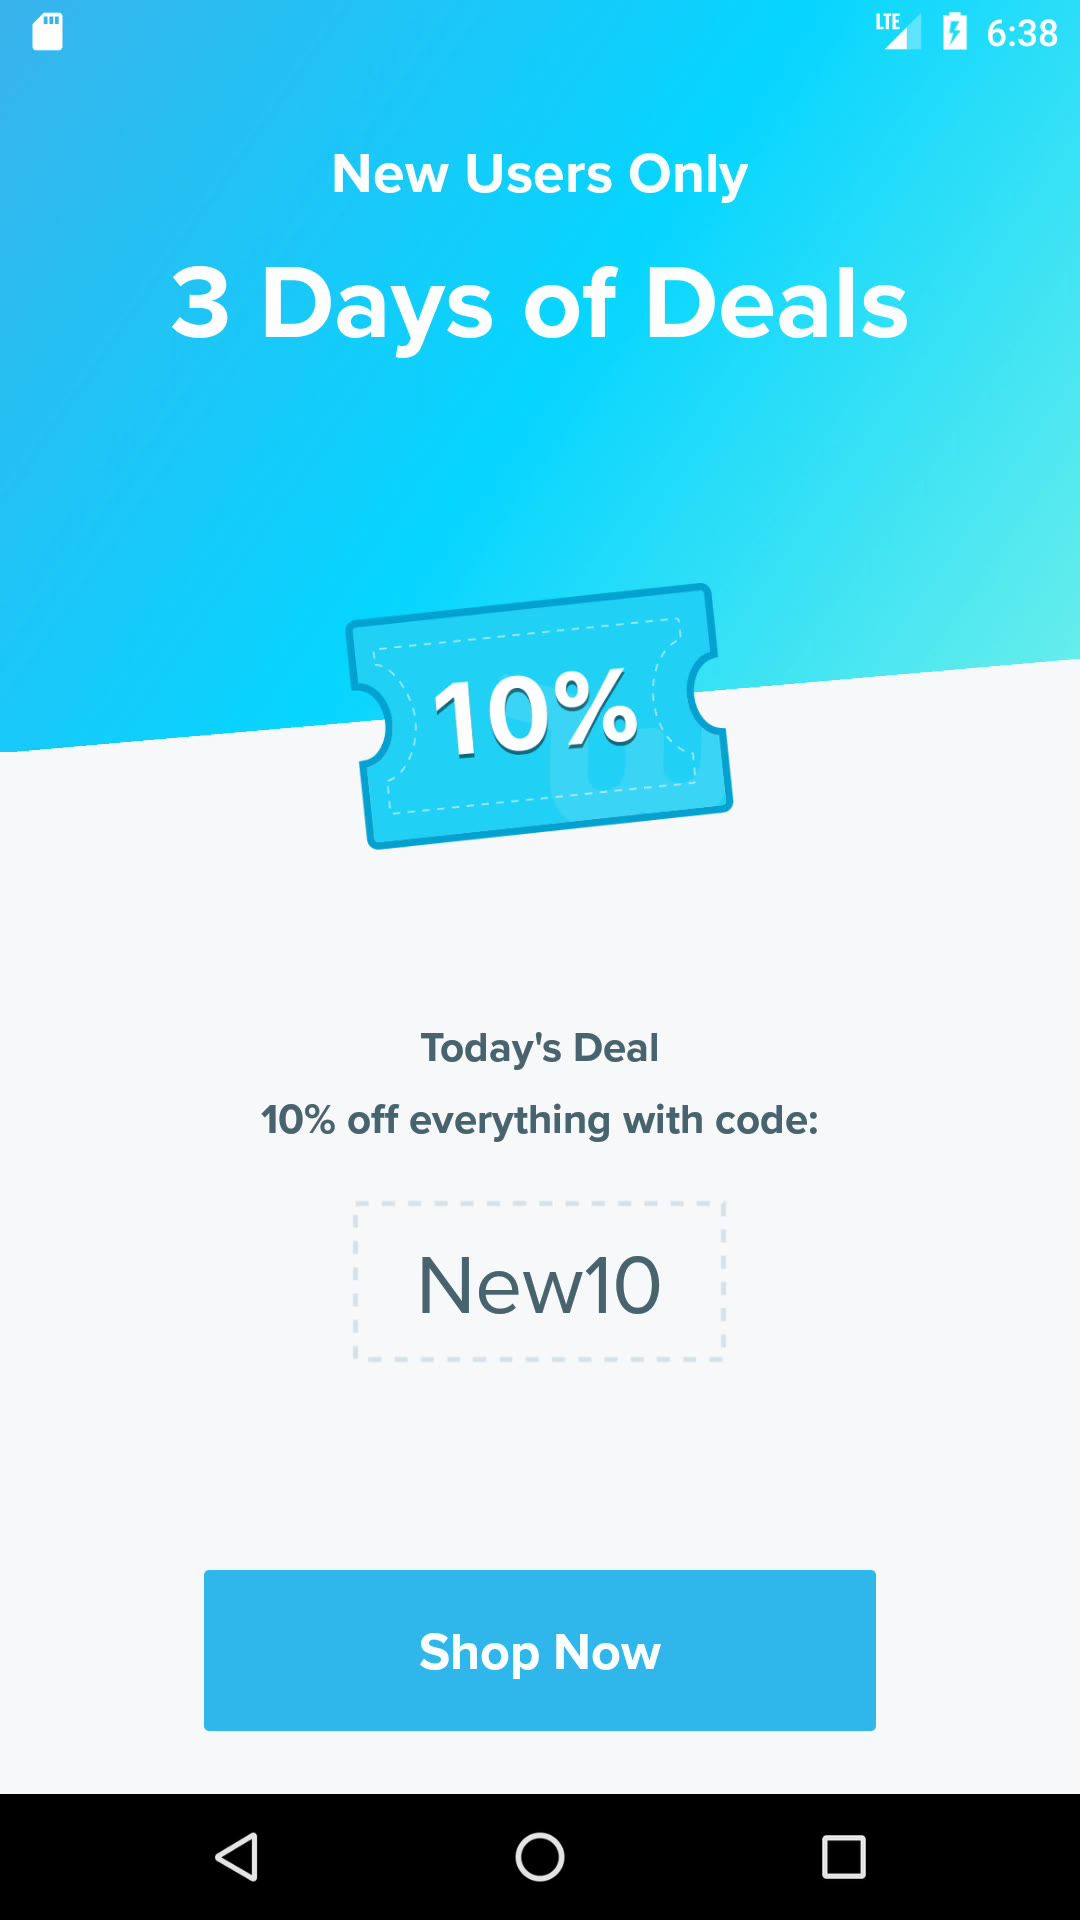 LTE 6:38
New Users Only
3 Days of Deals
10%
Today's Deal
10% off everything with code:
New10
Shop Now